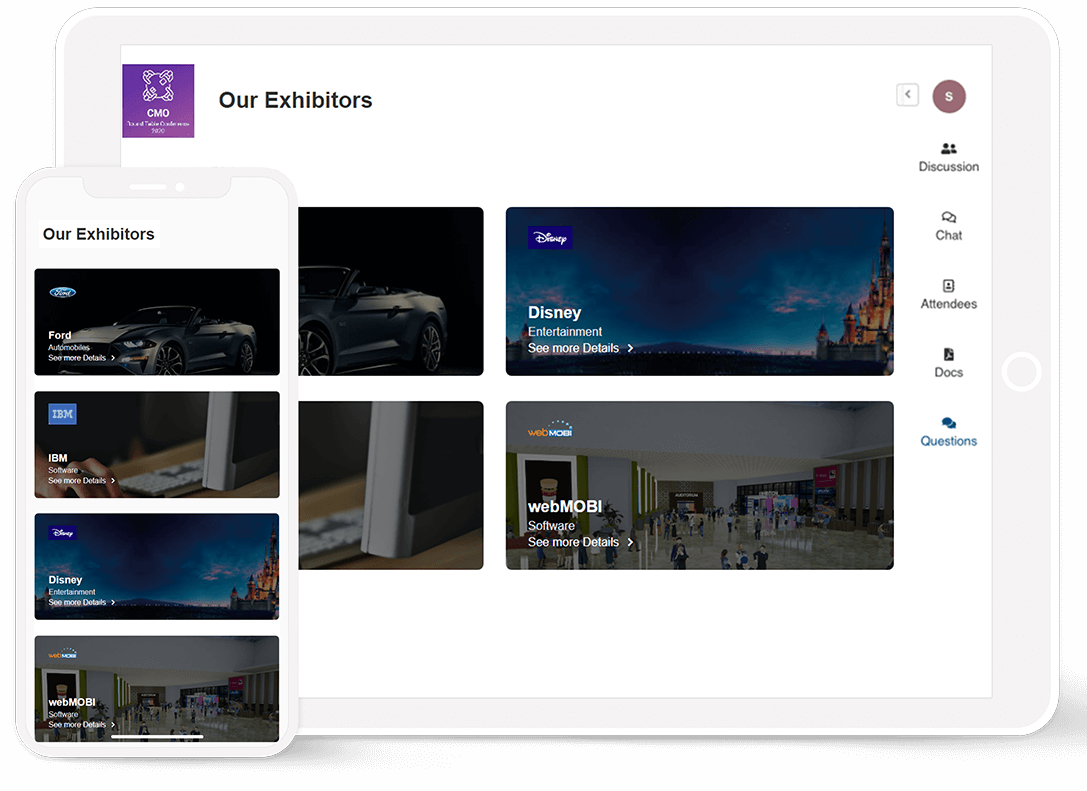 CMO
Round Table Conference
2020
Our Exhibitors
S
Discussion
Chat
Attendees
Docs
Questions
Disney
Disney
Entertainment
See more Details
webMOBI
AUDITORIUM
webMOBI
Software
See more Details
Our Exhibitors
Ford
Ford
Automobiles
See more Details
IBM
IBM
Software
See more Details
Disney
Disney
Entertainment
See more Details
webMOBI
webMOBI
Software
See more Details